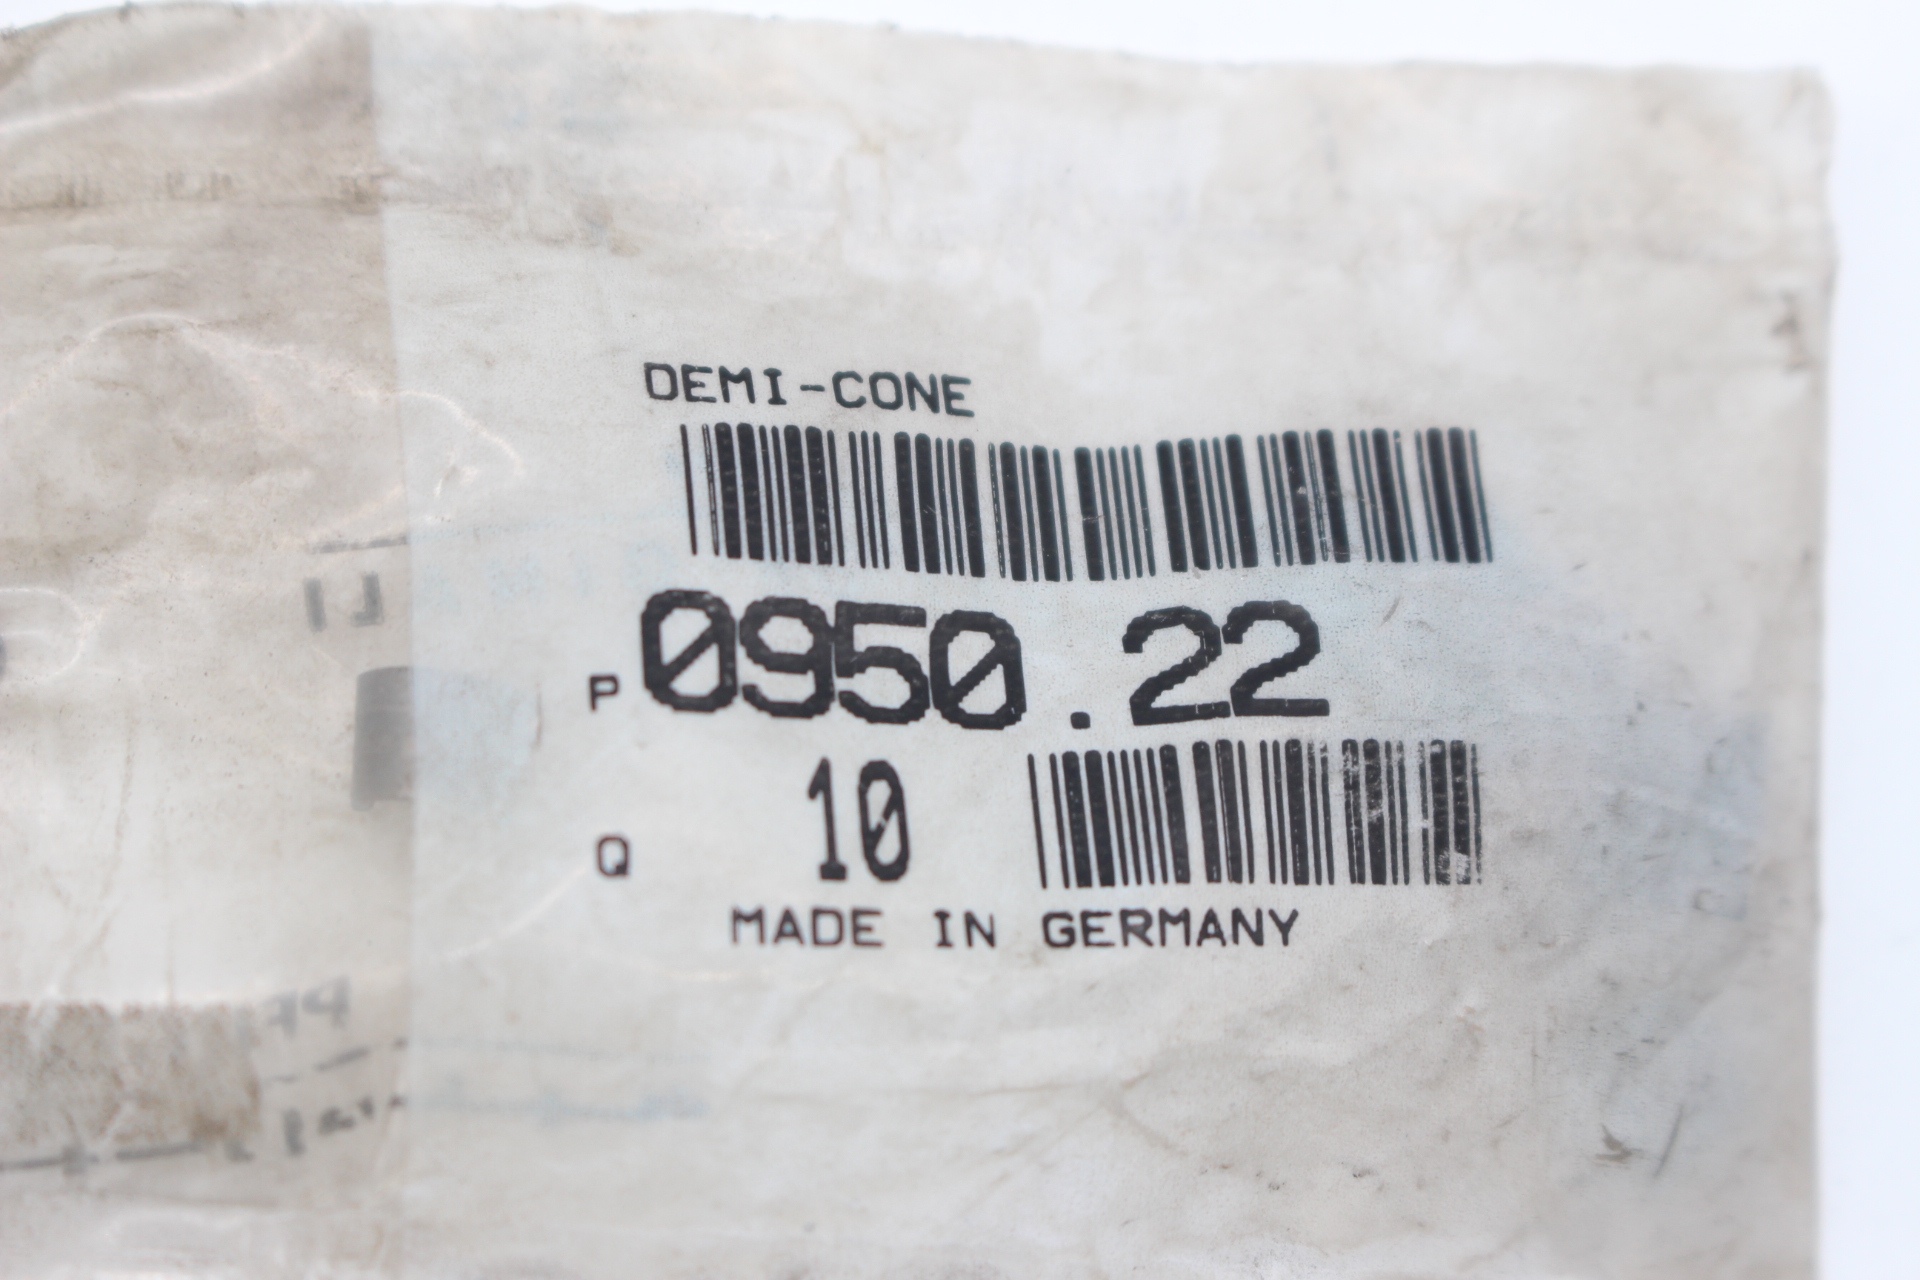 DEMI-CONE
P 0950.22
Q 10
MADE IN GERMANY